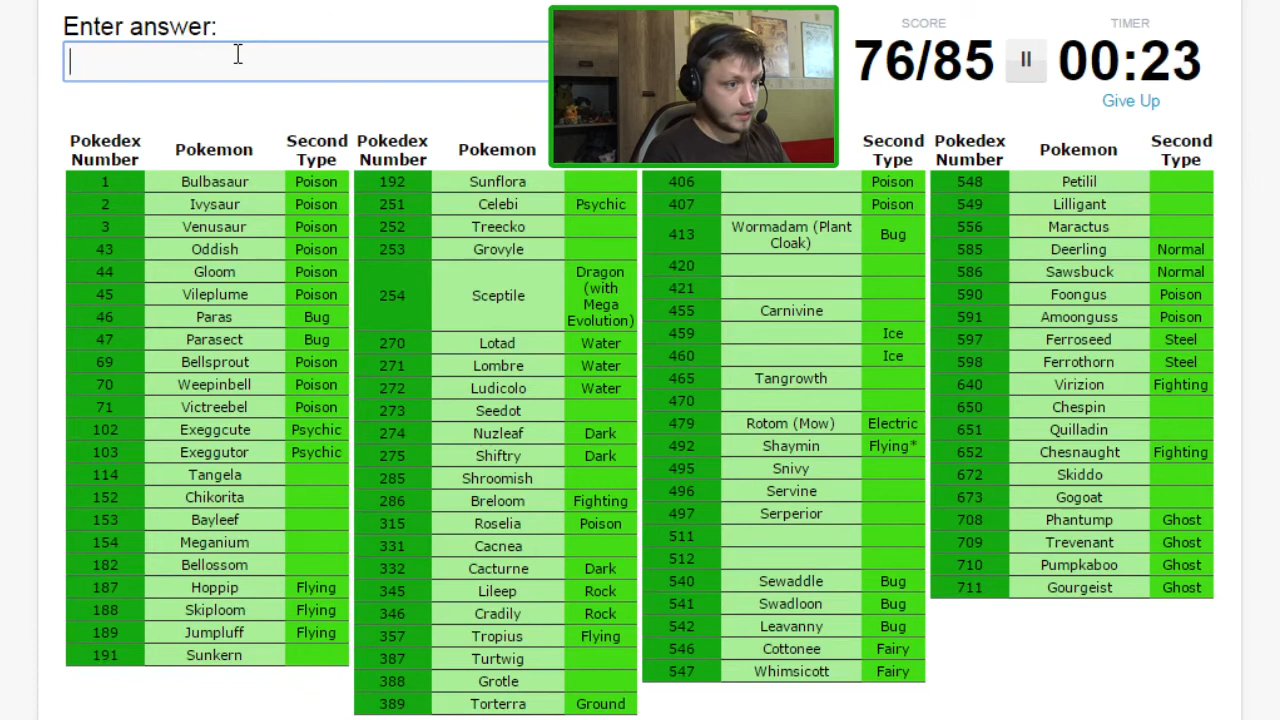 Enter answer:
SCORE
TIMER
76/85
00:23
Give Up
Pokedex Number Pokemon Second Type
1 Bulbasaur Poison
2 Ivysaur Poison
3 Venusaur Poison
43 Oddish Poison
44 Gloom Poison
45 Vileplume Poison
46 Paras Bug
47 Parasect Bug
69 Bellsprout Poison
70 Weepinbell Poison
71 Victreebel Poison
102 Exeggcute Psychic
103 Exeggutor Psychic
114 Tangela
152 Chikorita
153 Bayleef
154 Meganium
182 Bellossom
187 Hoppip Flying
188 Skiploom Flying
189 Jumpluff Flying
191 Sunkern
Pokedex Number Pokemon
192 Sunflora
251 Celebi Psychic
252 Treecko
253 Grovyle
254 Sceptile Dragon (with Mega Evolution)
270 Lotad Water
271 Lombre Water
272 Ludicolo Water
273 Seedot
274 Nuzleaf Dark
275 Shiftry Dark
285 Shroomish
286 Breloom Fighting
315 Roselia Poison
331 Cacnea
332 Cacturne Dark
345 Lileep Rock
346 Cradily Rock
357 Tropius Flying
387 Turtwig
388 Grotle
389 Torterra Ground
Second Type
406 Poison
407 Poison
413 Wormadam (Plant Cloak) Bug
420
421
455 Carnivine
459 Ice
460 Ice
465 Tangrowth
470
479 Rotom (Mow) Electric
492 Shaymin Flying*
495 Snivy
496 Servine
497 Serperior
511
512
540 Sewaddle Bug
541 Swadloon Bug
542 Leavanny Bug
546 Cottonee Fairy
547 Whimsicott Fairy
Pokedex Number Pokemon Second Type
548 Petilil
549 Lilligant
556 Maractus
585 Deerling Normal
586 Sawsbuck Normal
590 Foongus Poison
591 Amoonguss Poison
597 Ferroseed Steel
598 Ferrothorn Steel
640 Virizion Fighting
650 Chespin
651 Quilladin
652 Chesnaught Fighting
672 Skiddo
673 Gogoat
708 Phantump Ghost
709 Trevenant Ghost
710 Pumpkaboo Ghost
711 Gourgeist Ghost